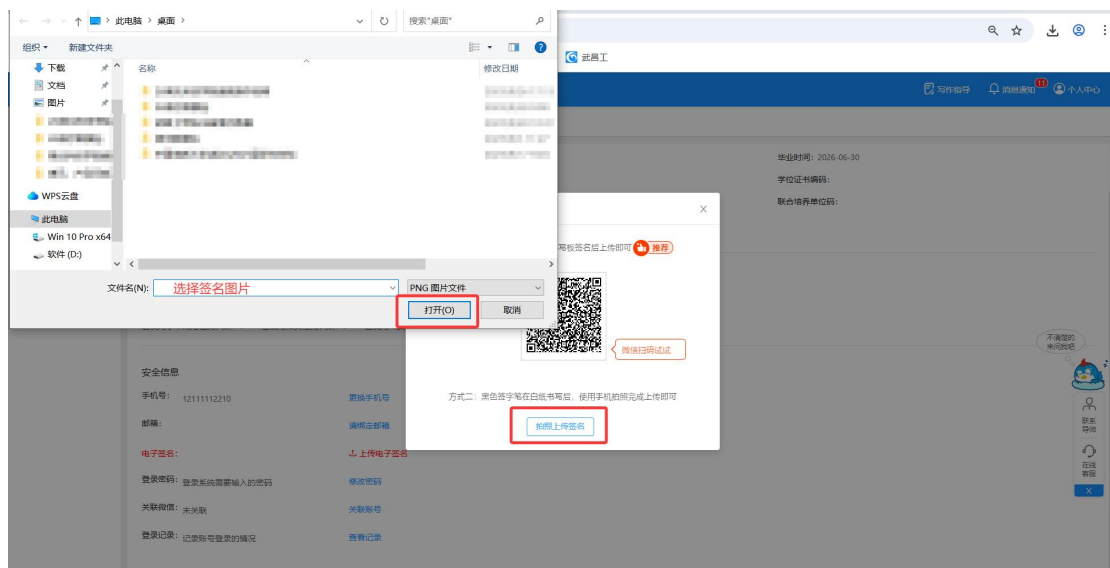 此电脑 > 桌面 >
搜索"桌面"
组织
新建文件夹
下载
文档
图片
WPS云盘
此电脑
Win 10 Pro x64
软件 (D:)
名称
修改日期
文件名(N):
选择签名图片
PNG 图片文件
打开(O)
取消
武昌工
写作指导
消息通知
11
个人中心
毕业时间: 2026-06-30
学位证书编码:
联合培养单位码:
写板签名后上传即可
推荐
微信扫码试试
方式二: 黑色签字笔在白纸书写后, 使用手机拍照完成上传即可
拍照上传签名
安全信息
手机号:
12111112210
更换手机号
邮箱:
请绑定邮箱
电子签名:
上传电子签名
登录密码:
登录系统需要输入的密码
修改密码
关联微信:
未关联
关联账号
登录记录:
记录账号登录的情况
查看记录
不清楚的
来问我吧
联系
导师
在线
客服